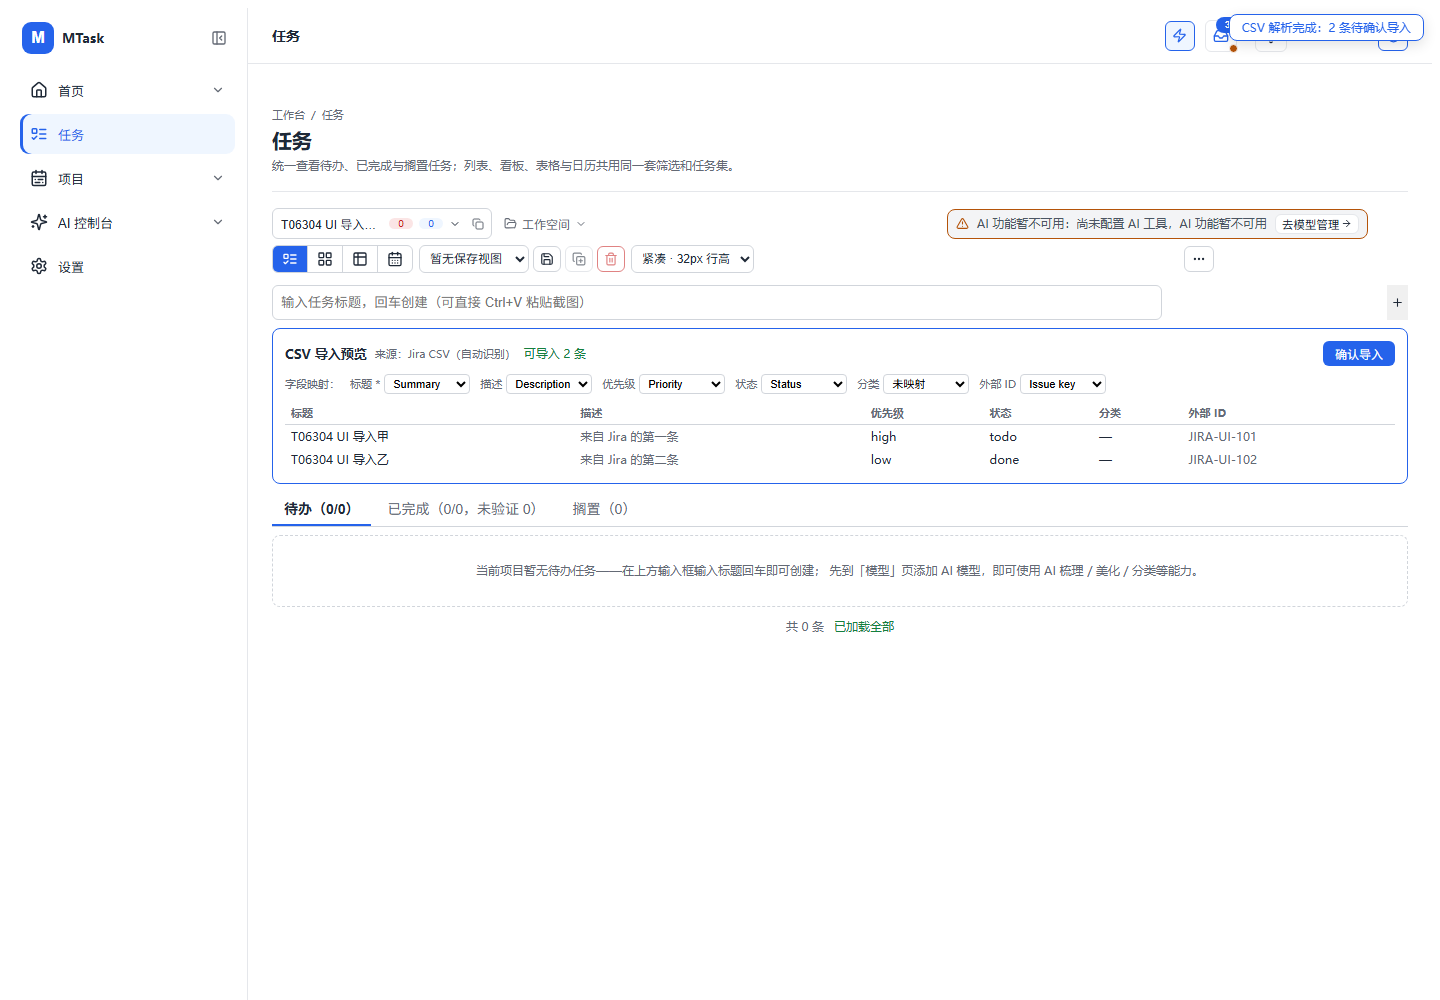 M MTask
首页
任务
项目
AI 控制台
设置
任务
3
CSV 解析完成：2 条待确认导入
工作台 / 任务
任务
统一查看待办、已完成与搁置任务；列表、看板、表格与日历共用同一套筛选和任务集。
T06304 UI 导入... 0 0 工作空间
AI 功能暂不可用：尚未配置 AI 工具，AI 功能暂不可用 去模型管理→
暂无保存视图 紧凑 · 32px 行高 ···
输入任务标题，回车创建（可直接 Ctrl+V 粘贴截图） +
CSV 导入预览 来源：Jira CSV（自动识别） 可导入 2 条 确认导入
字段映射： 标题 * Summary 描述 Description 优先级 Priority 状态 Status 分类 未映射 外部 ID Issue key
标题 描述 优先级 状态 分类 外部 ID
T06304 UI 导入甲 来自 Jira 的第一条 high todo — JIRA-UI-101
T06304 UI 导入乙 来自 Jira 的第二条 low done — JIRA-UI-102
待办（0/0） 已完成（0/0，未验证 0） 搁置（0）
当前项目暂无待办任务——在上方输入框输入标题回车即可创建； 先到「模型」页添加 AI 模型，即可使用 AI 梳理 / 美化 / 分类等能力。
共 0 条 已加载全部